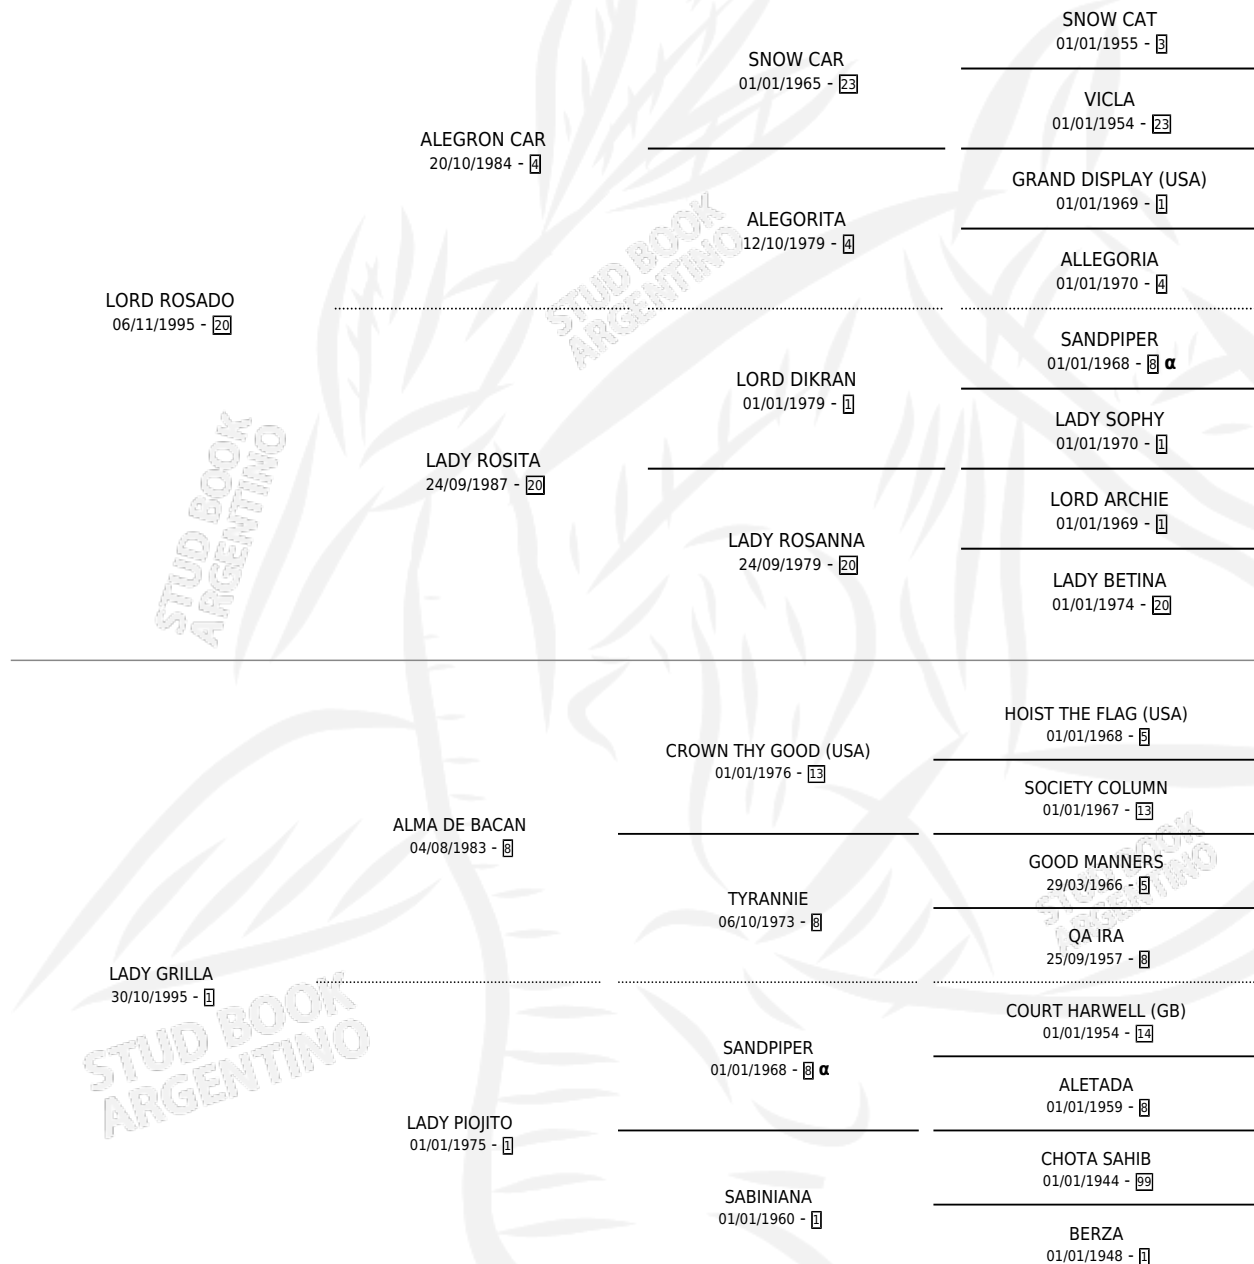 SNOW CAT
01/01/1955 - 3
SNOW CAR
01/01/1965 - 23
VICLA
01/01/1954 - 23
ALEGRON CAR
20/10/1984 - 4
GRAND DISPLAY (USA)
01/01/1969 - 1
ALEGORITA
12/10/1979 - 4
ALLEGORIA
01/01/1970 - 4
STUD BOOK
ARGENTINO
LORD ROSADO
06/11/1995 - 20
SANDPIPER
01/01/1968 - 8 α
LORD DIKRAN
01/01/1979 - 1
LADY SOPHY
01/01/1970 - 1
LADY ROSITA
24/09/1987 - 20
LORD ARCHIE
01/01/1969 - 1
LADY ROSANNA
24/09/1979 - 20
LADY BETINA
01/01/1974 - 20
STUD BOOK
ARGENTINO
HOIST THE FLAG (USA)
01/01/1968 - 5
CROWN THY GOOD (USA)
01/01/1976 - 13
SOCIETY COLUMN
01/01/1967 - 13
ALMA DE BACAN
04/08/1983 - 8
GOOD MANNERS
29/03/1966 - 5
TYRANNIE
06/10/1973 - 8
QA IRA
25/09/1957 - 8
STUD BOOK
ARGENTINO
LADY GRILLA
30/10/1995 - 1
COURT HARWELL (GB)
01/01/1954 - 14
SANDPIPER
01/01/1968 - 8 α
ALETADA
01/01/1959 - 8
STUD BOOK
ARGENTINO
LADY PIOJITO
01/01/1975 - 1
CHOTA SAHIB
01/01/1944 - 99
SABINIANA
01/01/1960 - 1
BERZA
01/01/1948 - 1